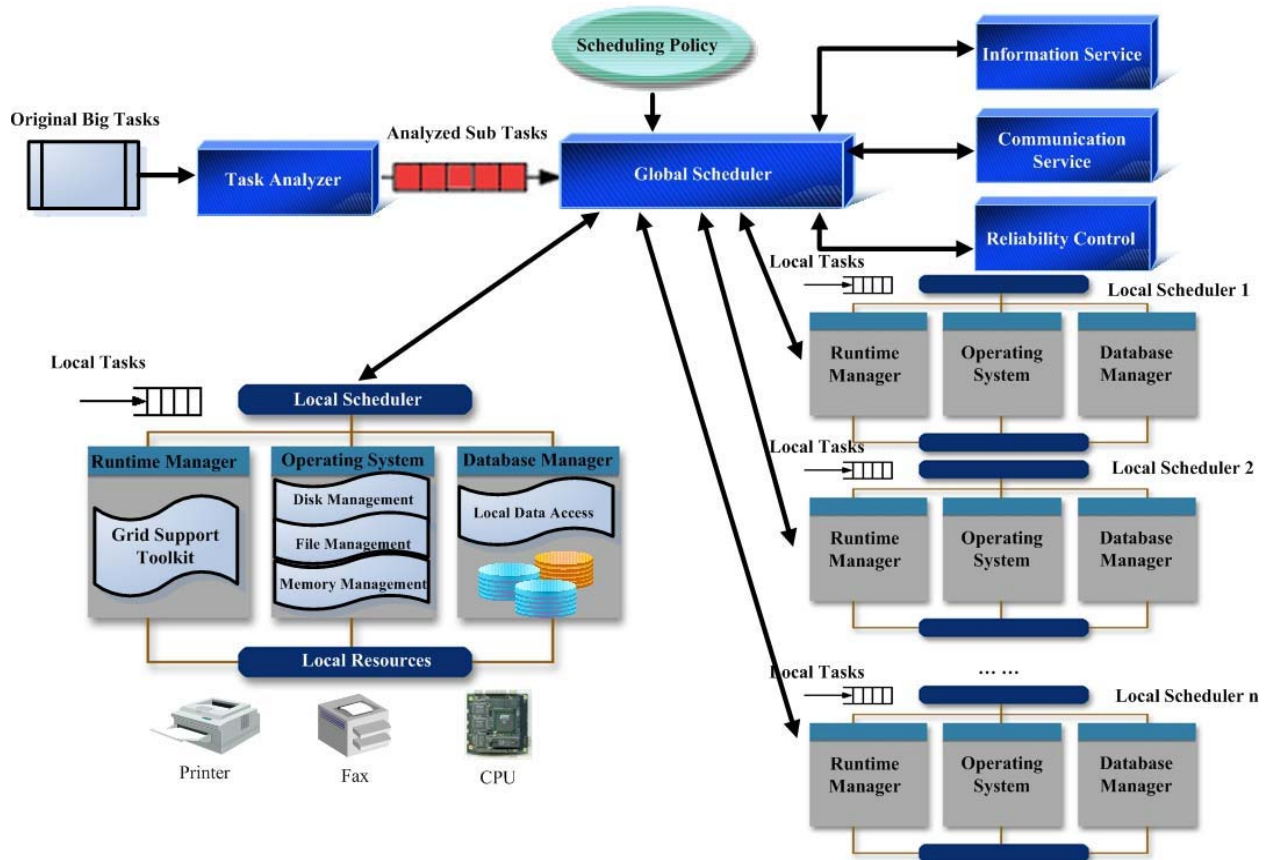 Scheduling Policy
Information Service
Original Big Tasks
Analyzed Sub Tasks
Communication
Service
Task Analyzer
Global Scheduler
Reliability Control
Local Tasks
Local Scheduler 1
Runtime
Manager
Operating
System
Database
Manager
Local Tasks
Local Scheduler
Runtime Manager
Operating System
Database Manager
Disk Management
Local Data Access
Grid Support
Toolkit
File Management
Memory Management
Local Resources
Printer
Fax
CPU
Local Tasks
Local Scheduler 2
Runtime
Manager
Operating
System
Database
Manager
... ...
Local Tasks
Local Scheduler n
Runtime
Manager
Operating
System
Database
Manager